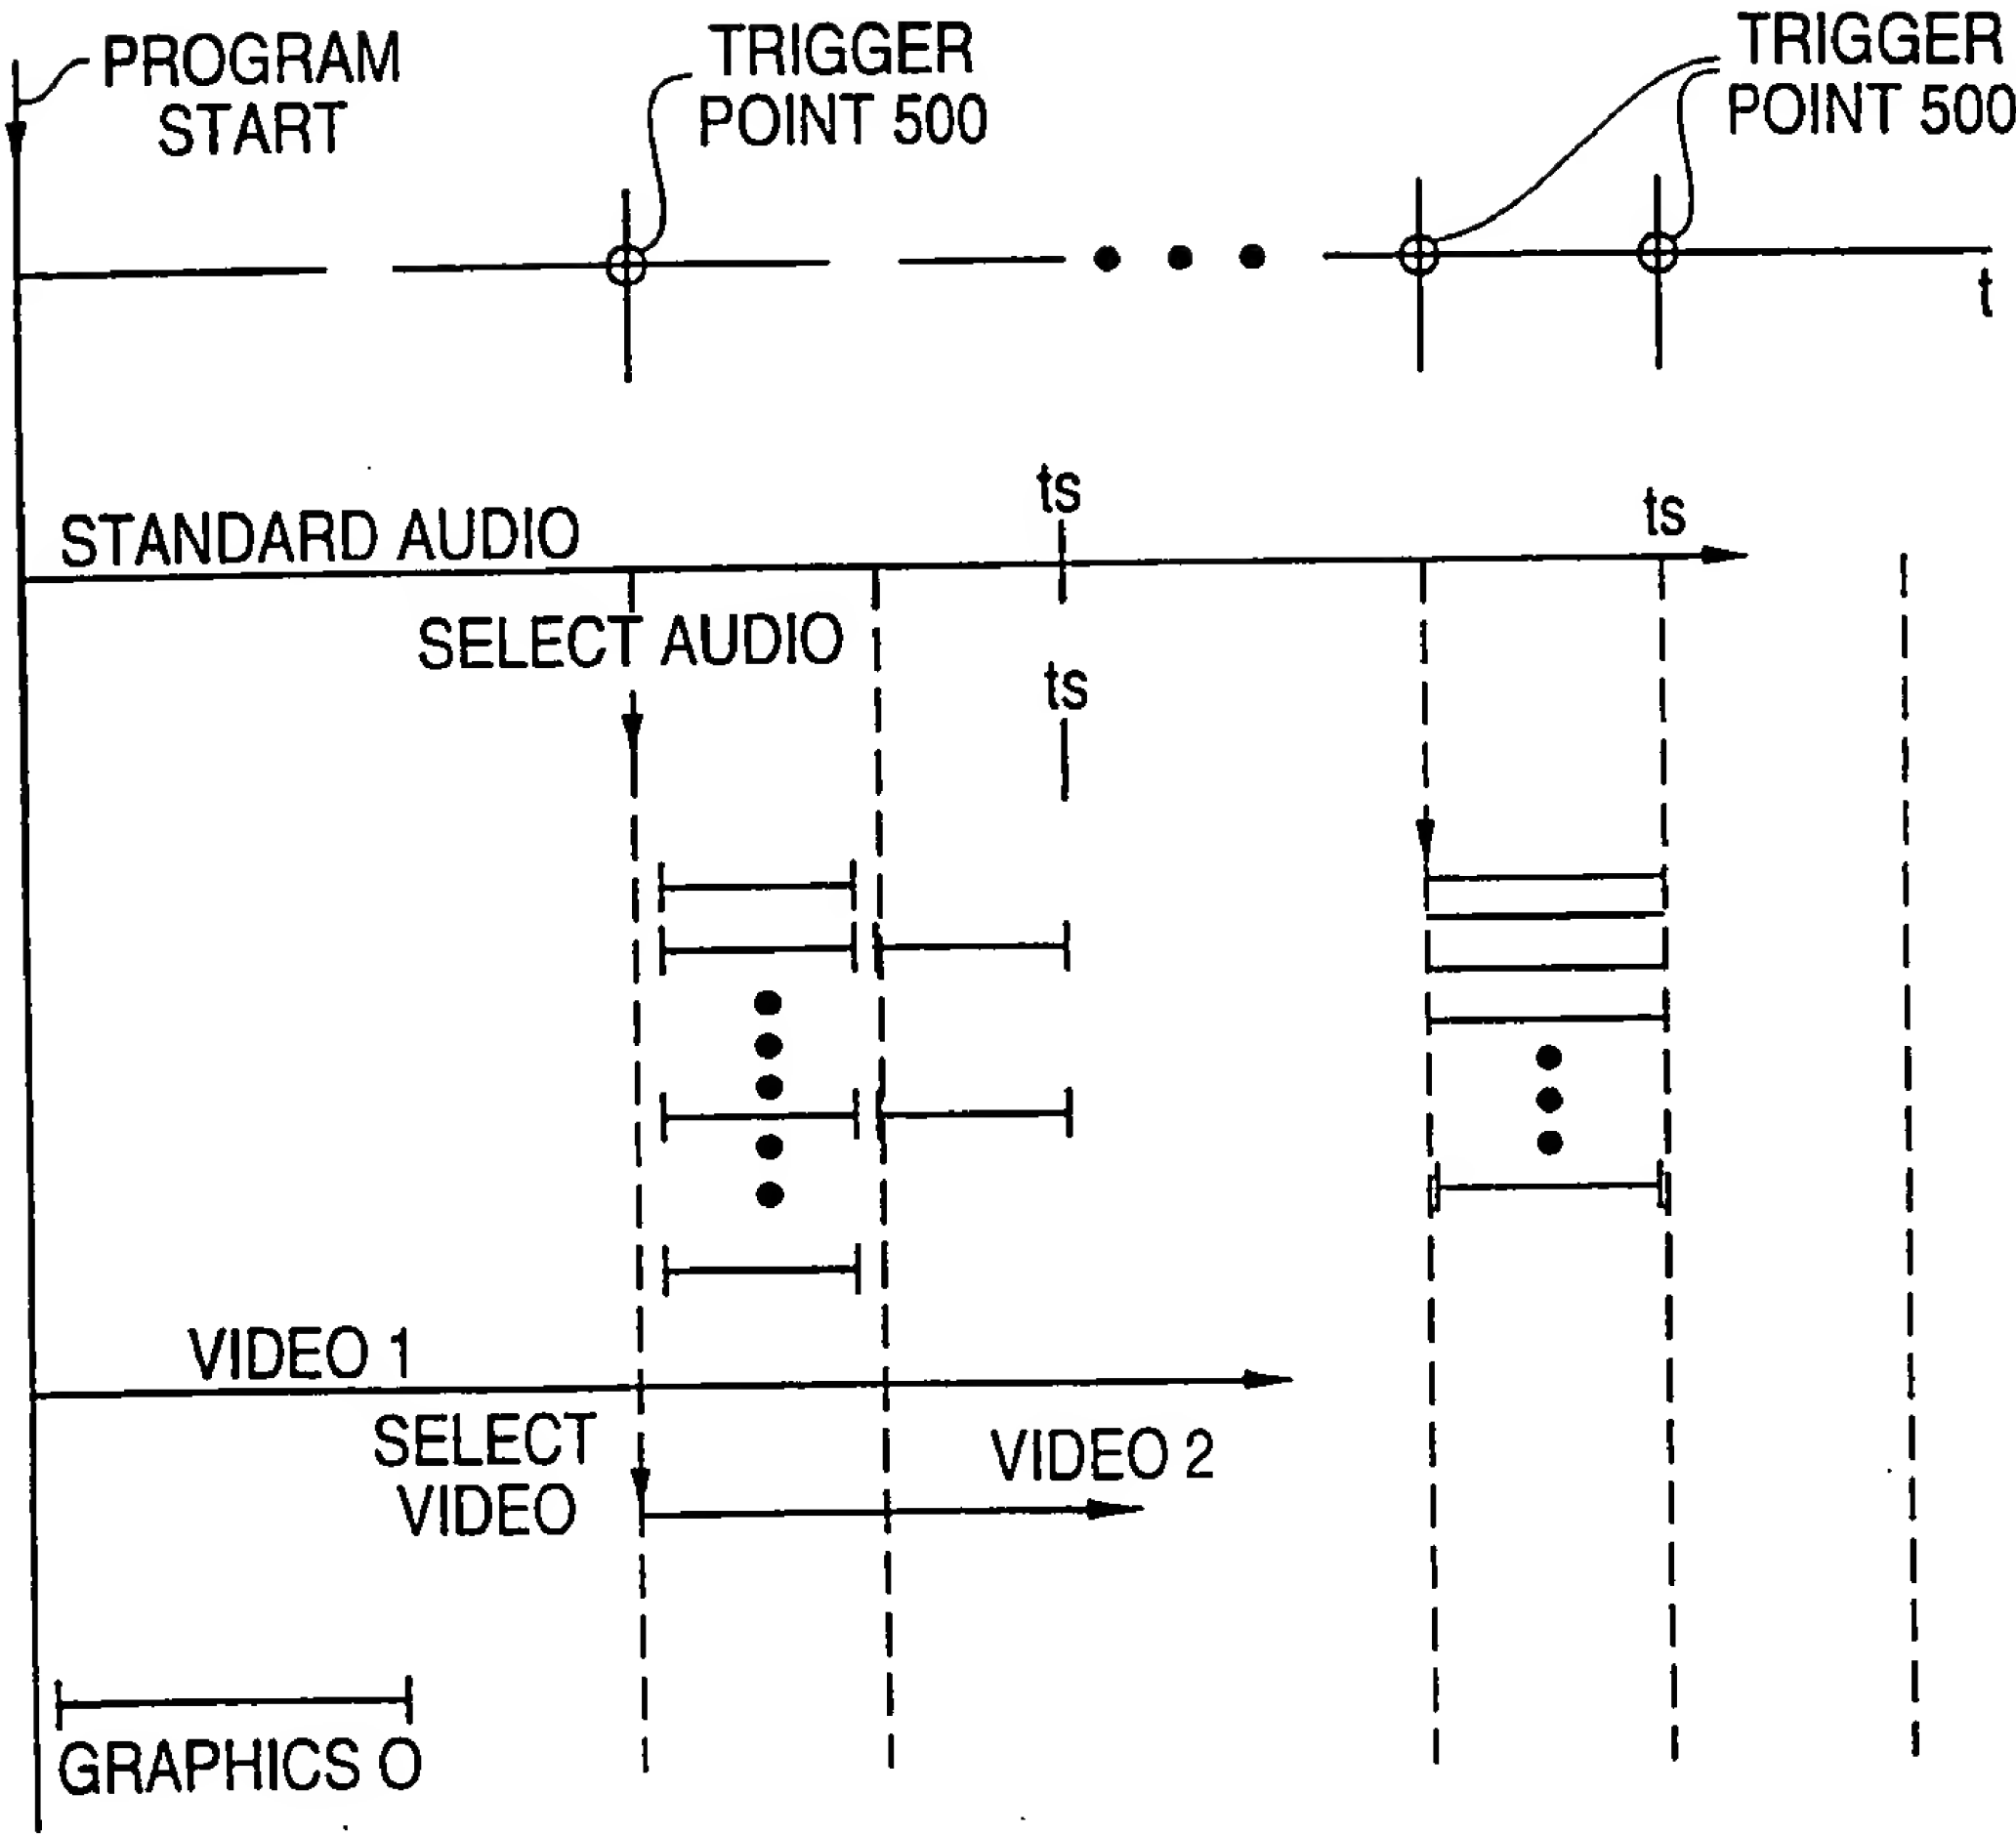 PROGRAM
START
TRIGGER
POINT 500
TRIGGER
POINT 500
t
ts
ts
STANDARD AUDIO
SELECT AUDIO
ts
VIDEO 1
SELECT
VIDEO
VIDEO 2
GRAPHICS O